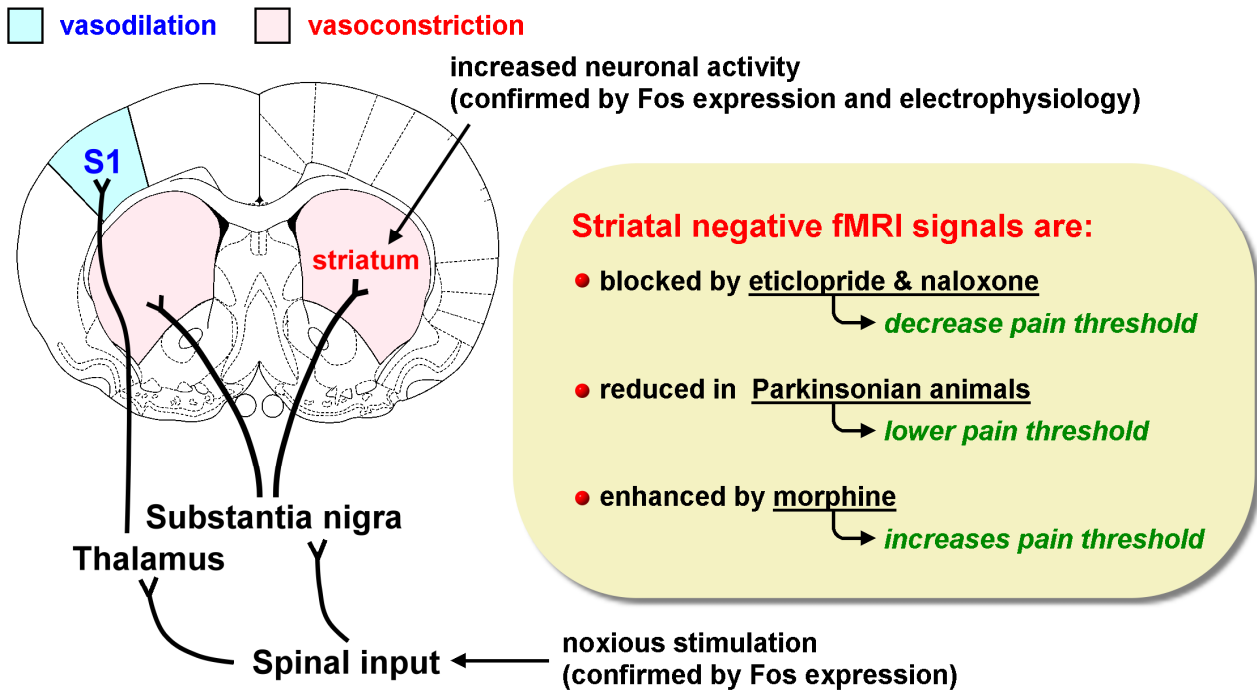 vasodilation
vasoconstriction
increased neuronal activity
(confirmed by Fos expression and electrophysiology)
S1
striatum
Striatal negative fMRI signals are:
blocked by eticlopride & naloxone
decrease pain threshold
reduced in Parkinsonian animals
lower pain threshold
enhanced by morphine
increases pain threshold
Substantia nigra
Thalamus
Spinal input
noxious stimulation
(confirmed by Fos expression)